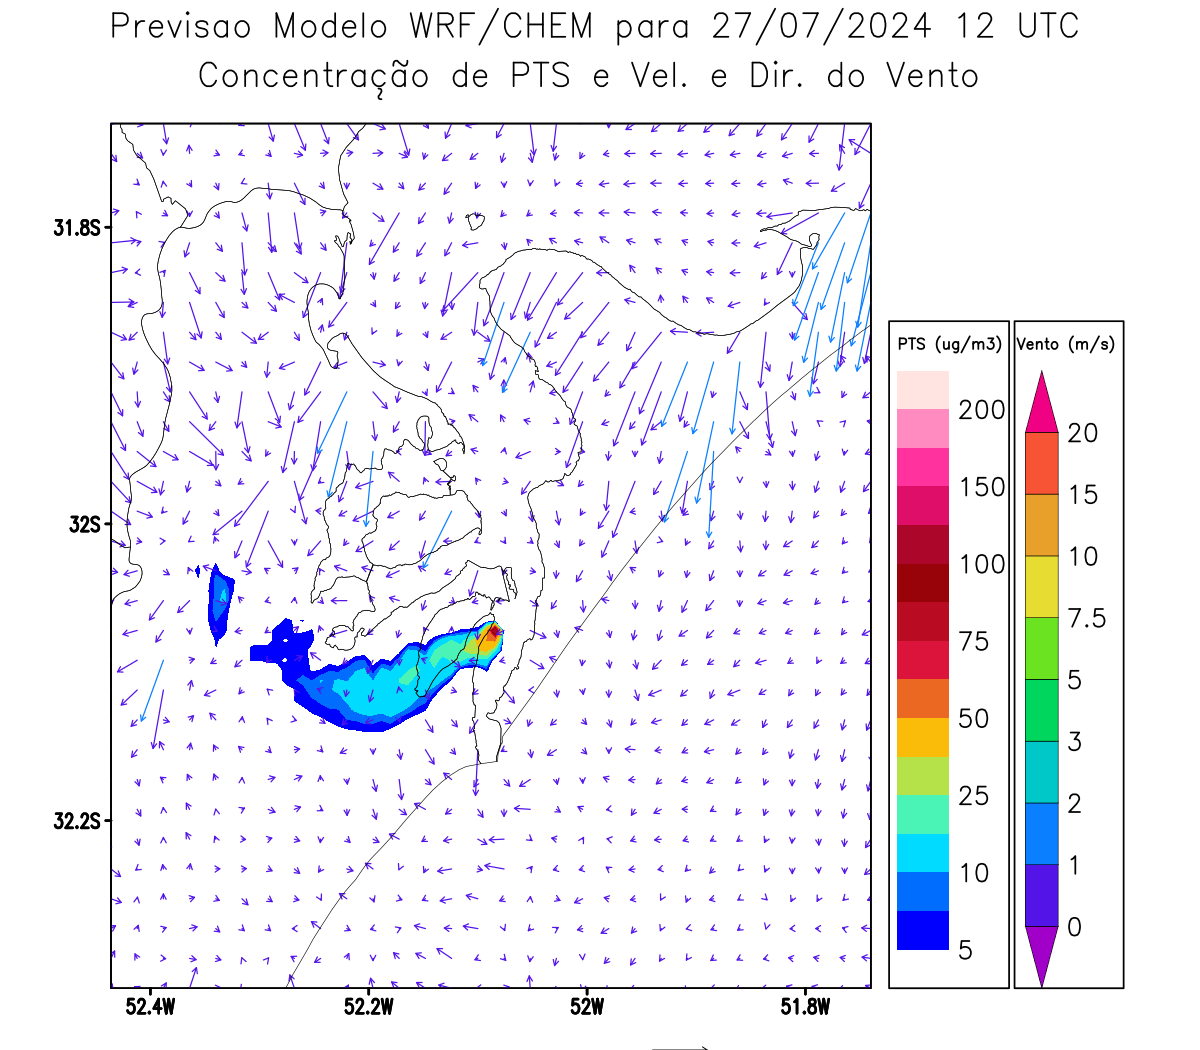 Previsao Modelo WRF/CHEM para 27/07/2024 12 UTC
Concentração de PTS e Vel. e Dir. do Vento
31.8S
32S
32.2S
52.4W
52.2W
52W
51.8W
PTS (ug/m3)
200
150
100
75
50
25
10
5
Vento (m/s)
20
15
10
7.5
5
3
2
1
0